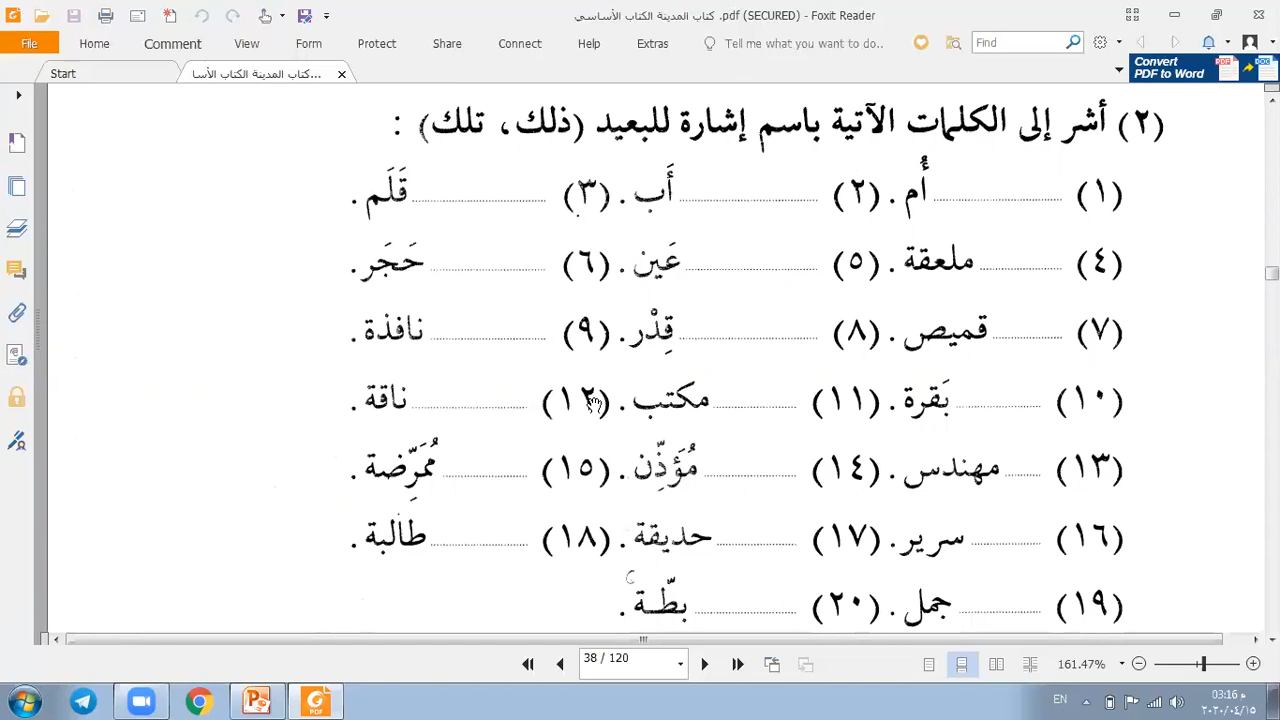 كتاب المدينة الكتاب الأساسي .pdf (SECURED) - Foxit Reader
File Home Comment View Form Protect Share Connect Help Extras Tell me what you want to do.. Find
Start كتاب المدينة الكتاب الأسا...
Convert PDF to Word
(٢) أشر إلى الكلمات الآتية باسم إشارة للبعيد (ذلك، تلك) :
(١) .............. أُم . (٢) .............. أَب . (٣) .............. قَلَم .
(٤) .............. ملعقة . (٥) .............. عَين . (٦) .............. حَجَر .
(٧) .............. قميص . (٨) .............. قِدْر . (٩) .............. نافذة .
(١٠) .............. بَقرة . (١١) .............. مكتب . (١٢) .............. ناقة .
(١٣) .............. مهندس . (١٤) .............. مُؤَذِّن . (١٥) .............. مُمَرِّضة .
(١٦) .............. سرير . (١٧) .............. حديقة . (١٨) .............. طالبة .
(١٩) .............. جمل . (٢٠) .............. بطّة .
38 / 120 161.47%
EN 03:16 م
٢٠٢٠/٠٤/١٥